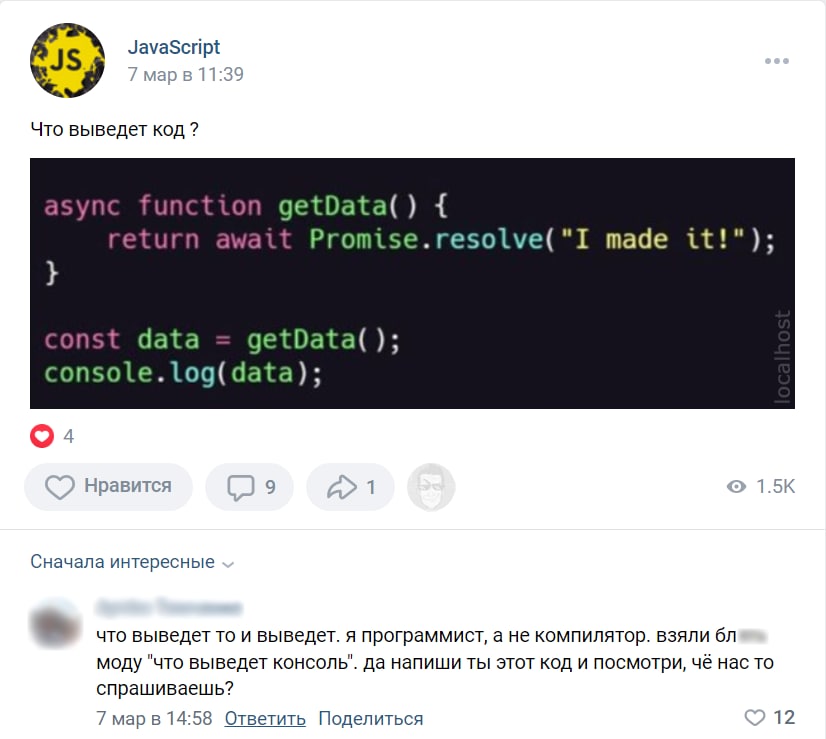 JS
JavaScript
7 мар в 11:39
Что выведет код ?
async function getData() {
    return await Promise.resolve("I made it!");
}
const data = getData();
console.log(data);
localhost
4
Нравится
9
1
1.5K
Сначала интересные
что выведет то и выведет. я программист, а не компилятор. взяли бл
моду "что выведет консоль". да напиши ты этот код и посмотри, чё нас то
спрашиваешь?
7 мар в 14:58 Ответить Поделиться
12